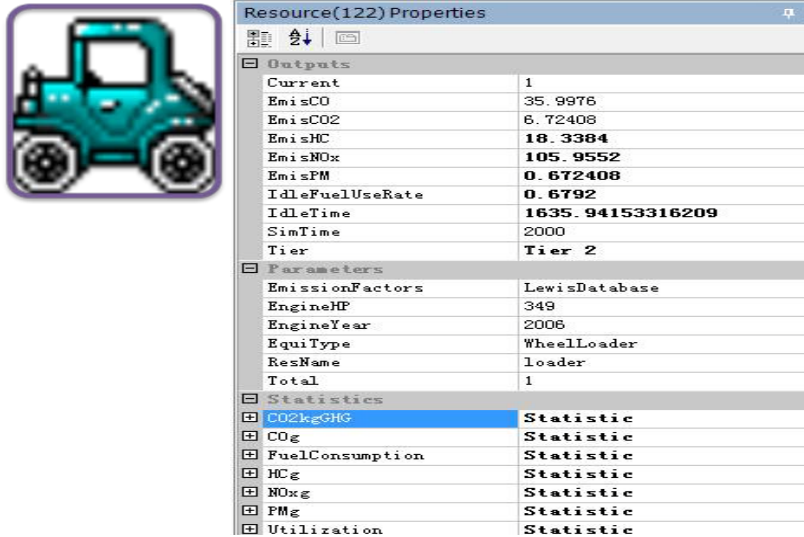 Resource(122) Properties
Outputs
Current 1
EmisCO 35.9976
EmisCO2 6.72408
EmisHC 18.3384
EmisNOx 105.9552
EmisPM 0.672408
IdleFuelUseRate 0.6792
IdleTime 1635.94153316209
SimTime 2000
Tier Tier 2
Parameters
EmissionFactors LewisDatabase
EngineHP 349
EngineYear 2006
EquiType WheelLoader
ResName loader
Total 1
Statistics
CO2kgGHG Statistic
COg Statistic
FuelConsumption Statistic
HCg Statistic
NOxg Statistic
PMg Statistic
Utilization Statistic